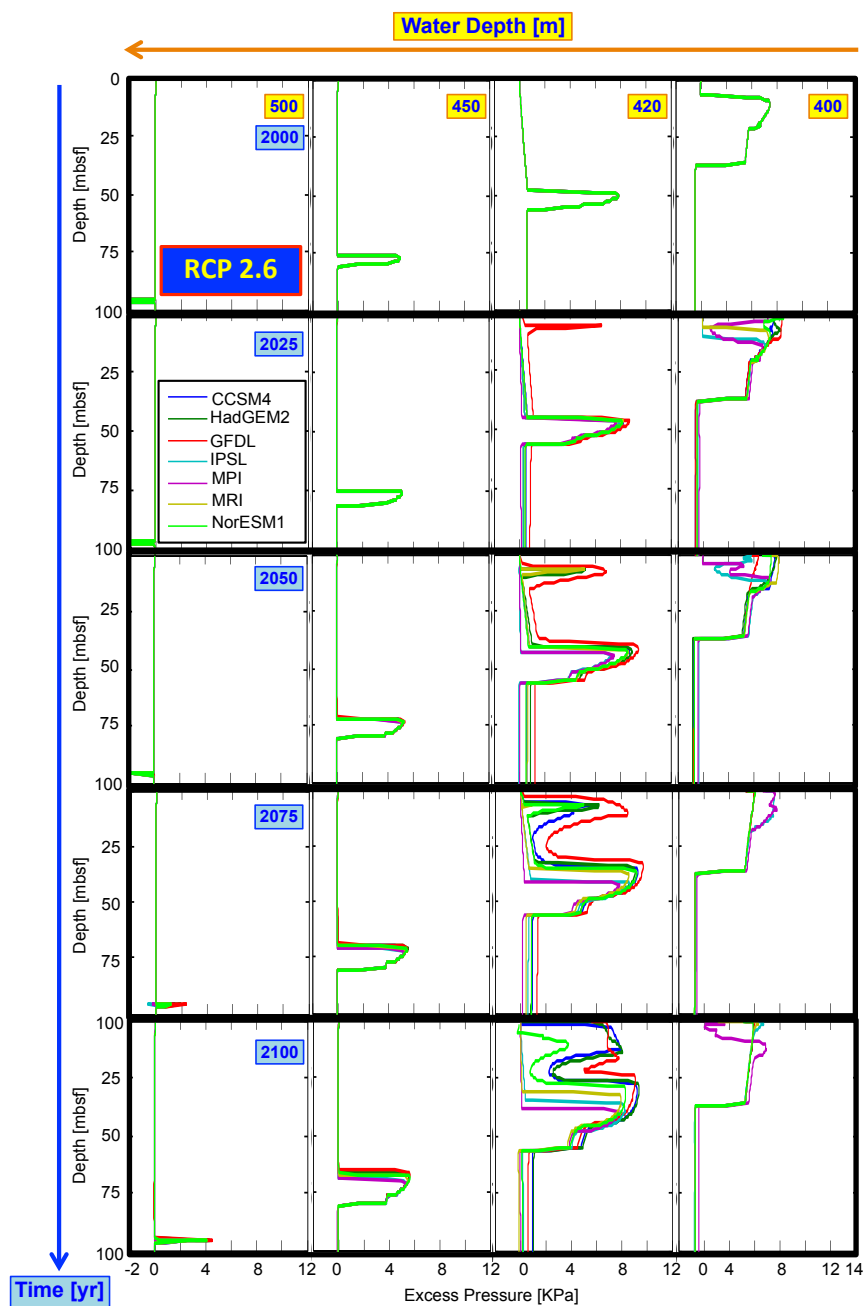 Water Depth [m]
0
25
50
75
100
Depth [mbsf]
500
2000
RCP 2.6
450
420
400
25
50
75
100
Depth [mbsf]
2025
CCSM4
HadGEM2
GFDL
IPSL
MPI
MRI
NorESM1
25
50
75
100
Depth [mbsf]
2050
25
50
75
Depth [mbsf]
2075
100
25
50
75
100
Depth [mbsf]
2100
-2 0 4 8 12 0 4 8 12 0 4 8 12 0 4 8 12 14
Time [yr]
Excess Pressure [KPa]